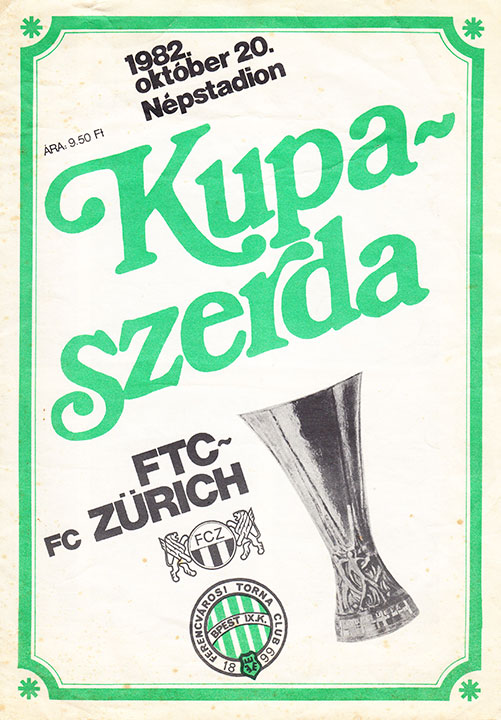 1982.
október 20.
Népstadion
ÁRA: 9.50 Ft
Kupa~
szerda
FTC~
FC ZÜRICH
FCZ
FERENCVÁROSI TORNA CLUB
BPEST IX.K.
18 99